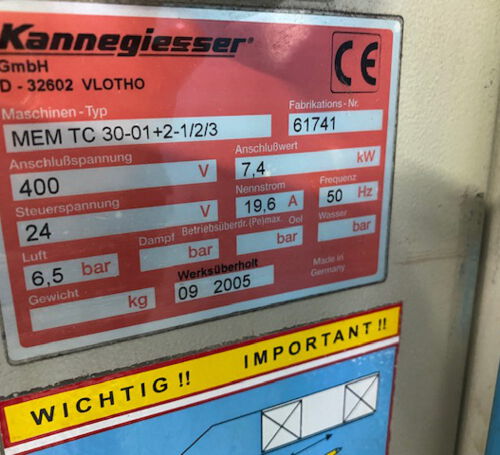 Kannegiesser
GmbH
D - 32602 VLOTHO
CE
Maschinen - Typ
MEM TC 30-01+2-1/2/3
Fabrikations - Nr.
61741
Anschlußspannung
400 V
Anschlußwert
7,4 kW
Steuerspannung
24 V
Nennstrom
19,6 A
Frequenz
50 Hz
Betriebsüberdr.(Pe)max.
Luft
6,5 bar
Dampf
bar
Oel
bar
Wasser
bar
Gewicht
kg
Werksüberholt
09 2005
Made in
Germany
WICHTIG !! IMPORTANT !!